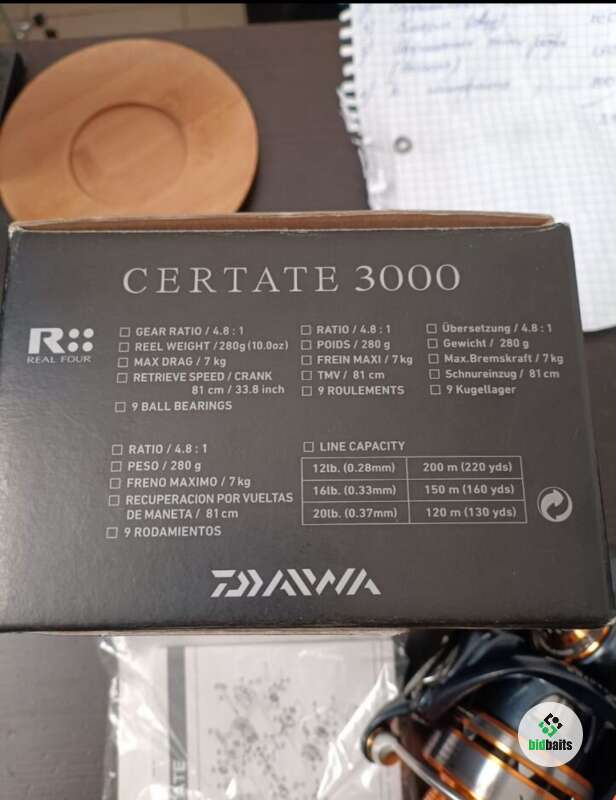 CERTATE 3000
R
REAL FOUR
GEAR RATIO / 4.8 : 1
REEL WEIGHT / 280g (10.0oz)
MAX DRAG / 7 kg
RETRIEVE SPEED / CRANK
81 cm / 33.8 inch
9 BALL BEARINGS
RATIO / 4.8 : 1
POIDS / 280 g
FREIN MAXI / 7 kg
TMV / 81 cm
9 ROULEMENTS
Übersetzung / 4.8 : 1
Gewicht / 280 g
Max.Bremskraft / 7 kg
Schnureinzug / 81 cm
9 Kugellager
RATIO / 4.8 : 1
PESO / 280 g
FRENO MAXIMO / 7 kg
RECUPERACION POR VUELTAS
DE MANETA / 81 cm
9 RODAMIENTOS
LINE CAPACITY
12lb. (0.28mm) 200 m (220 yds)
16lb. (0.33mm) 150 m (160 yds)
20lb. (0.37mm) 120 m (130 yds)
DAIWA
bidbaits